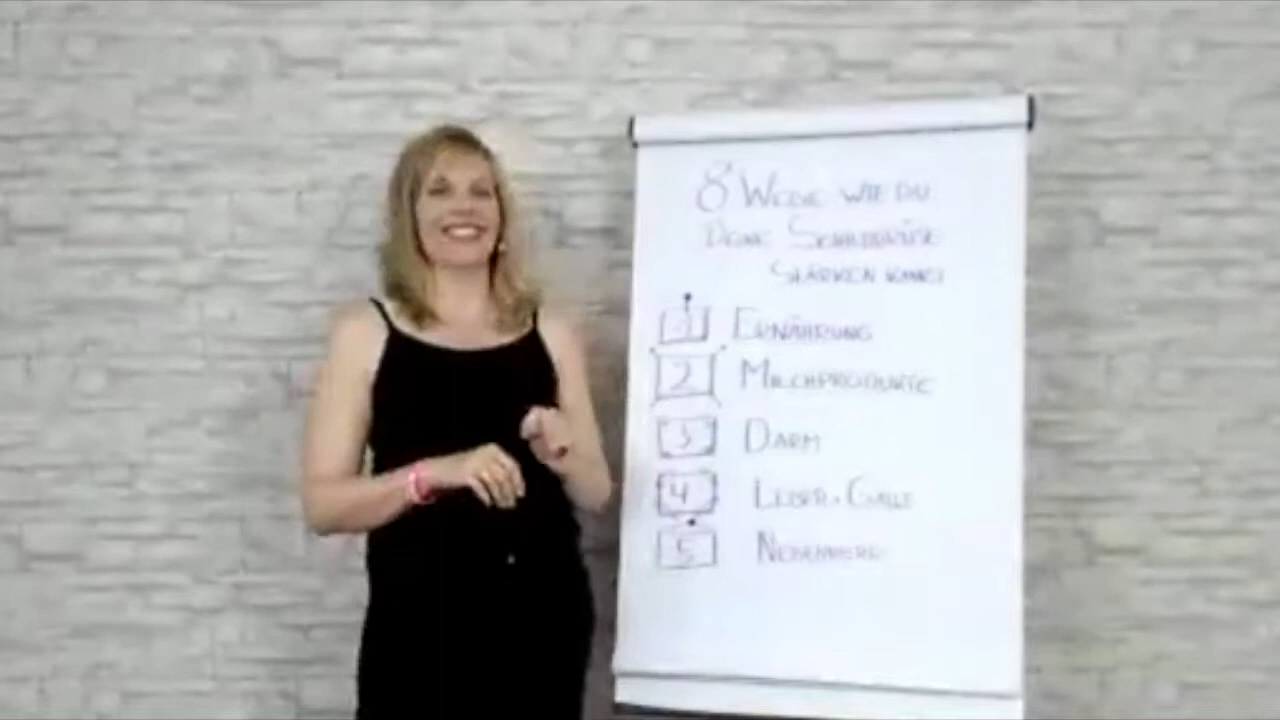 8 Wege WIE DU
DEINE SCHILDDRÜSE
STÄRKEN KANNST
1 ERNÄHRUNG
2 MILCHPRODUKTE
3 DARM
4 LEBER + GALLE
5 NEBENNIERE